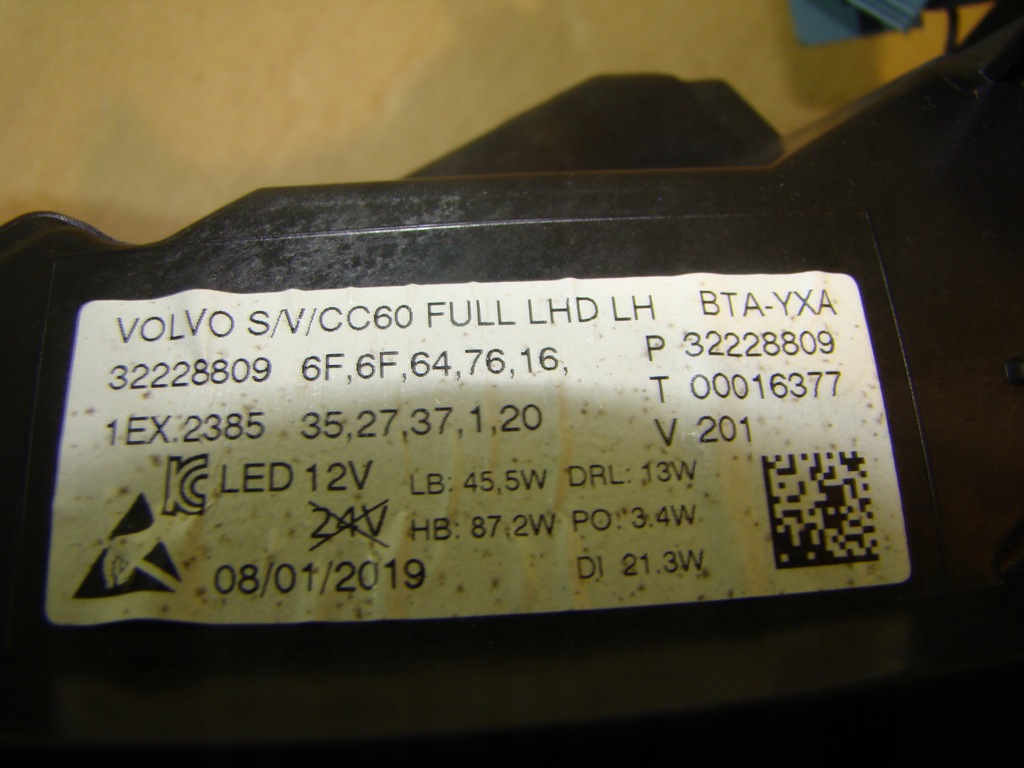 VOLVO S/V/CC60 FULL LHD LH BTA-YXA
32228809 6F,6F,64,76,16, P 32228809
T 00016377
1EX.2385 35,27,37,1,20 V 201
LED 12V LB: 45,5W DRL: 13W
24V HB: 87.2W PO: 3.4W
08/01/2019 DI 21.3W